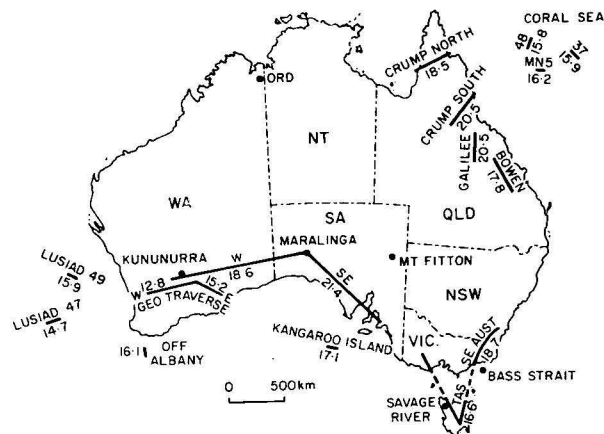 CORAL SEA
48
15·8
MN5
16·2
CRUMP NORTH
18·5
ORD
CRUMP SOUTH
20·5
GALILEE
20·5
BOWEN
17·8
NT
WA
QLD
SA
MARALINGA
MT FITTON
KUNUNURRA
W
18 6
W
12·8
15·2
E
GEO TRAVERSE
SE
21·4
LUSIAD 49
15·9
LUSIAD 47
14·7
NSW
OFF
ALBANY
16·1
KANGAROO ISLAND
17·1
VIC.
SE AUST
18·7
BASS STRAIT
TAS
16·6
SAVAGE
RIVER
0 500km